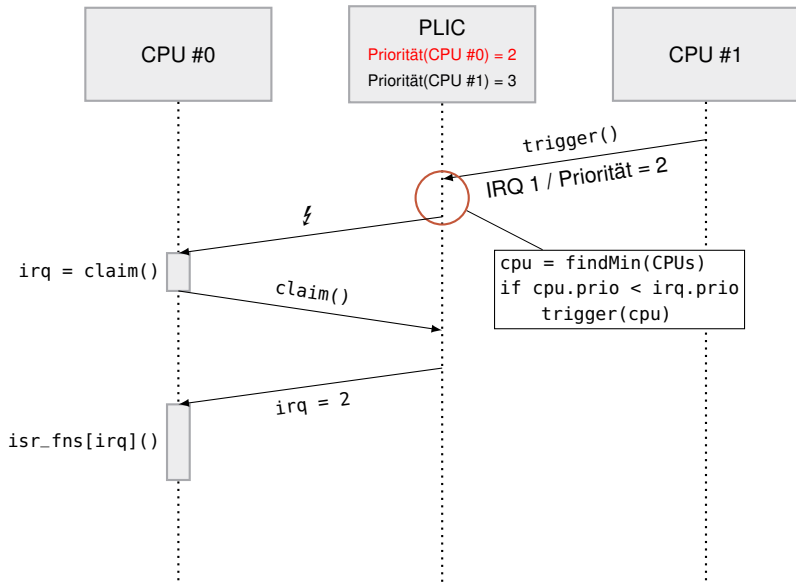 CPU #0
PLIC
Priorität(CPU #0) = 2
Priorität(CPU #1) = 3
CPU #1
trigger()
IRQ 1 / Priorität = 2
irq = claim()
cpu = findMin(CPUs)
if cpu.prio < irq.prio
trigger(cpu)
claim()
irq = 2
isr_fns[irq]()